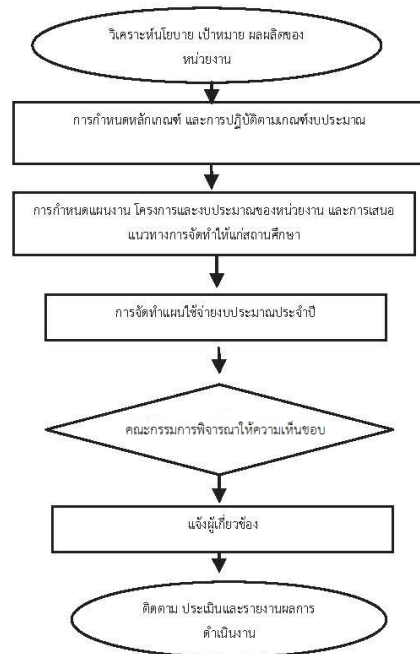 วิเคราะห์นโยบาย เป้าหมาย ผลผลิตของ
หน่วยงาน
การกำหนดหลักเกณฑ์ และการปฏิบัติตามเกณฑ์งบประมาณ
การกำหนดแผนงาน โครงการและงบประมาณของหน่วยงาน และการเสนอ
แนวทางการจัดทำให้แก่สถานศึกษา
การจัดทำแผนใช้จ่ายงบประมาณประจำปี
คณะกรรมการพิจารณาให้ความเห็นชอบ
แจ้งผู้เกี่ยวข้อง
ติดตาม ประเมินและรายงานผลการ
ดำเนินงาน